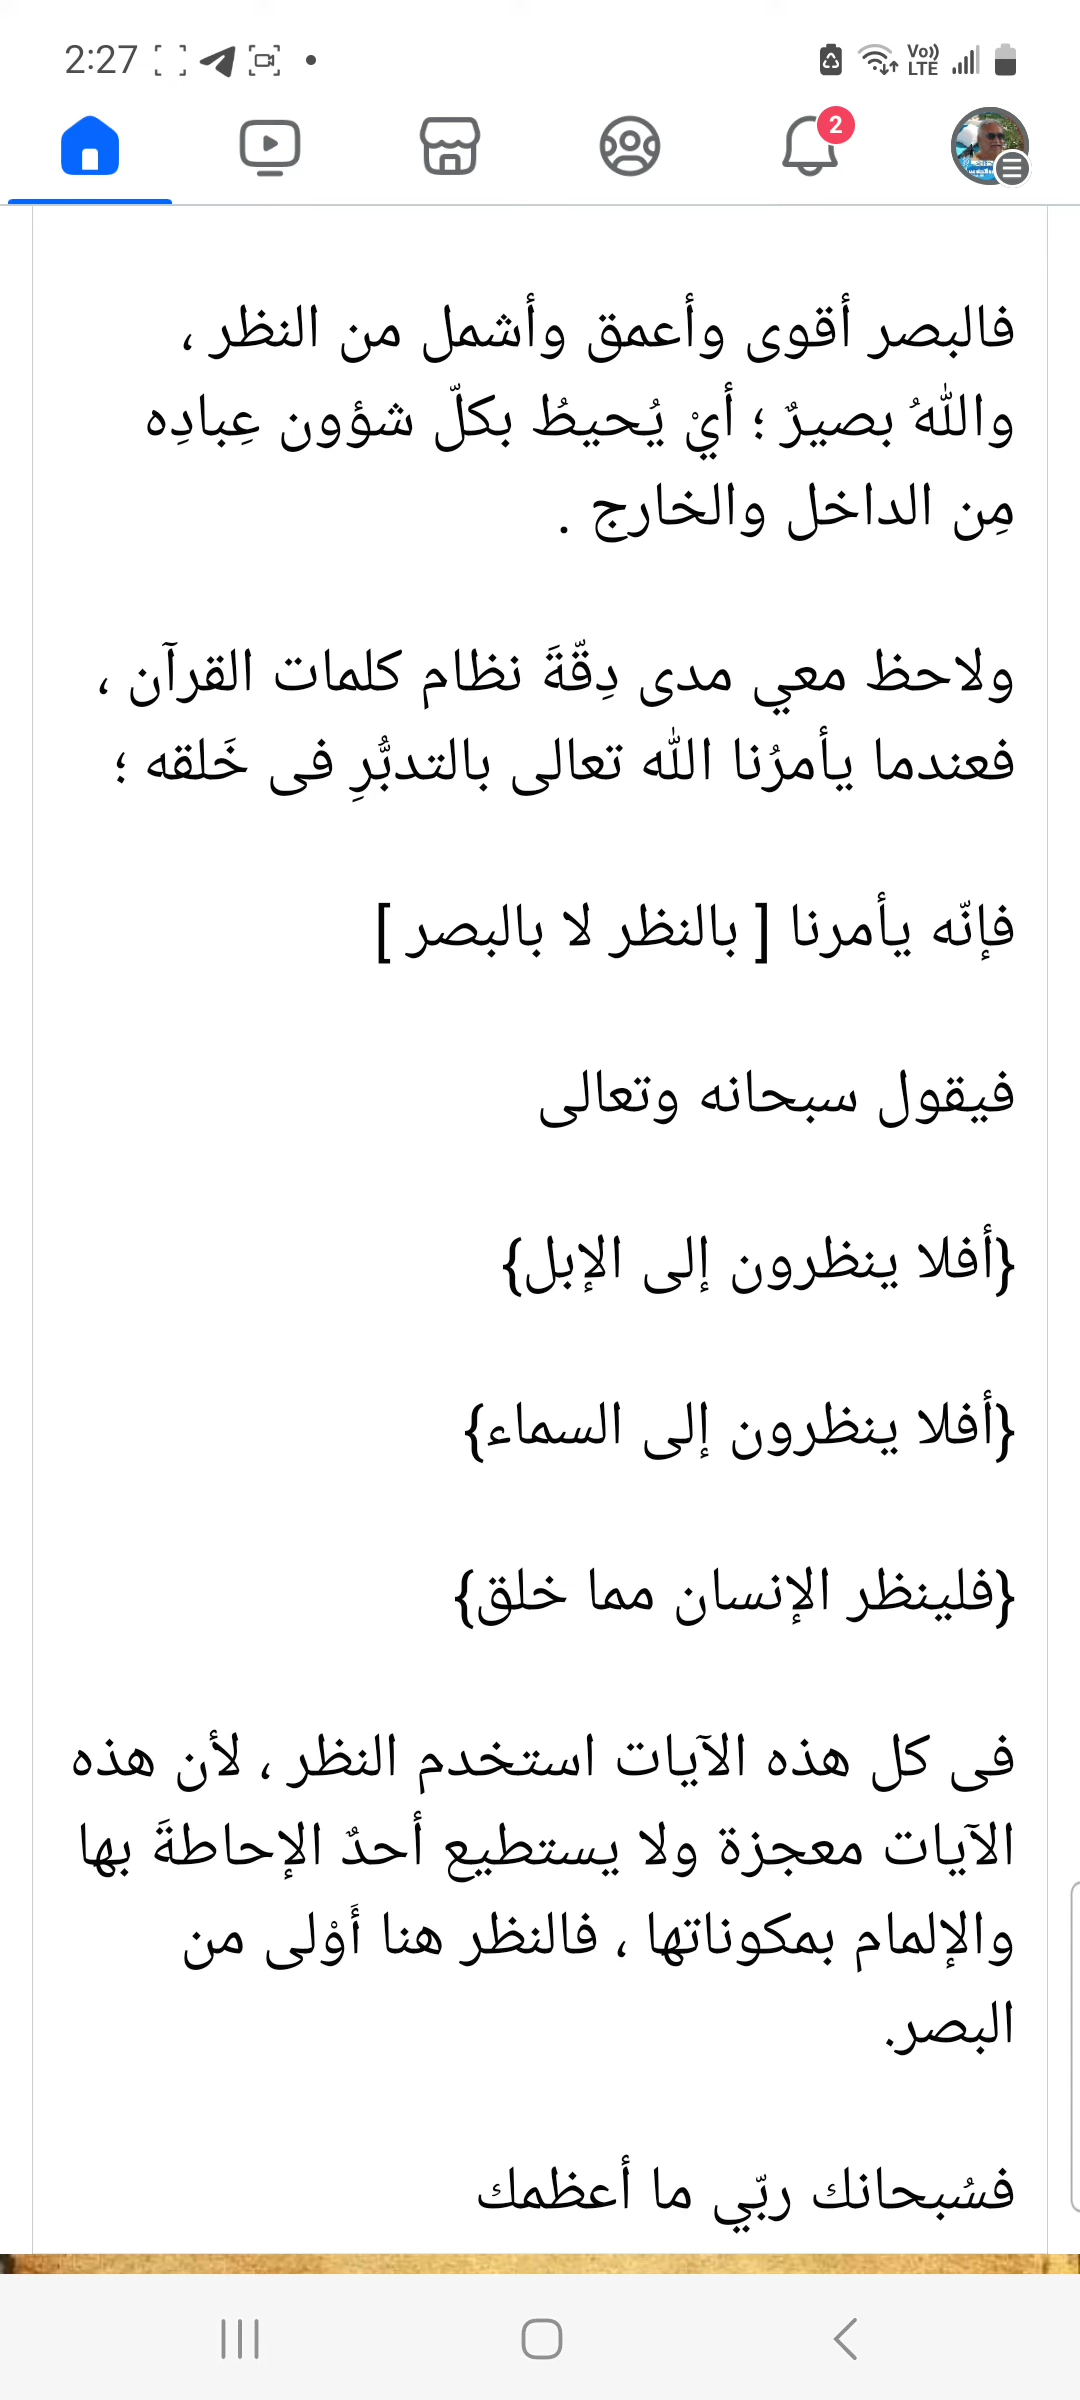 2:27
Vo))
LTE
2
فالبصر أقوى وأعمق وأشمل من النظر ،
واللهُ بصيرٌ ؛ أيْ يُحيطُ بكلّ شؤون عِبادِه
مِن الداخل والخارج .
ولاحظ معي مدى دِقّةَ نظام كلمات القرآن ،
فعندما يأمرُنا الله تعالى بالتدبُّرِ فى خَلقه ؛
فإنّه يأمرنا [ بالنظر لا بالبصر ]
فيقول سبحانه وتعالى
{أفلا ينظرون إلى الإبل}
{أفلا ينظرون إلى السماء}
{فلينظر الإنسان مما خلق}
فى كل هذه الآيات استخدم النظر ، لأن هذه
الآيات معجزة ولا يستطيع أحدٌ الإحاطةَ بها
والإلمام بمكوناتها ، فالنظر هنا أَوْلى من
البصر.
فسُبحانك ربّي ما أعظمك